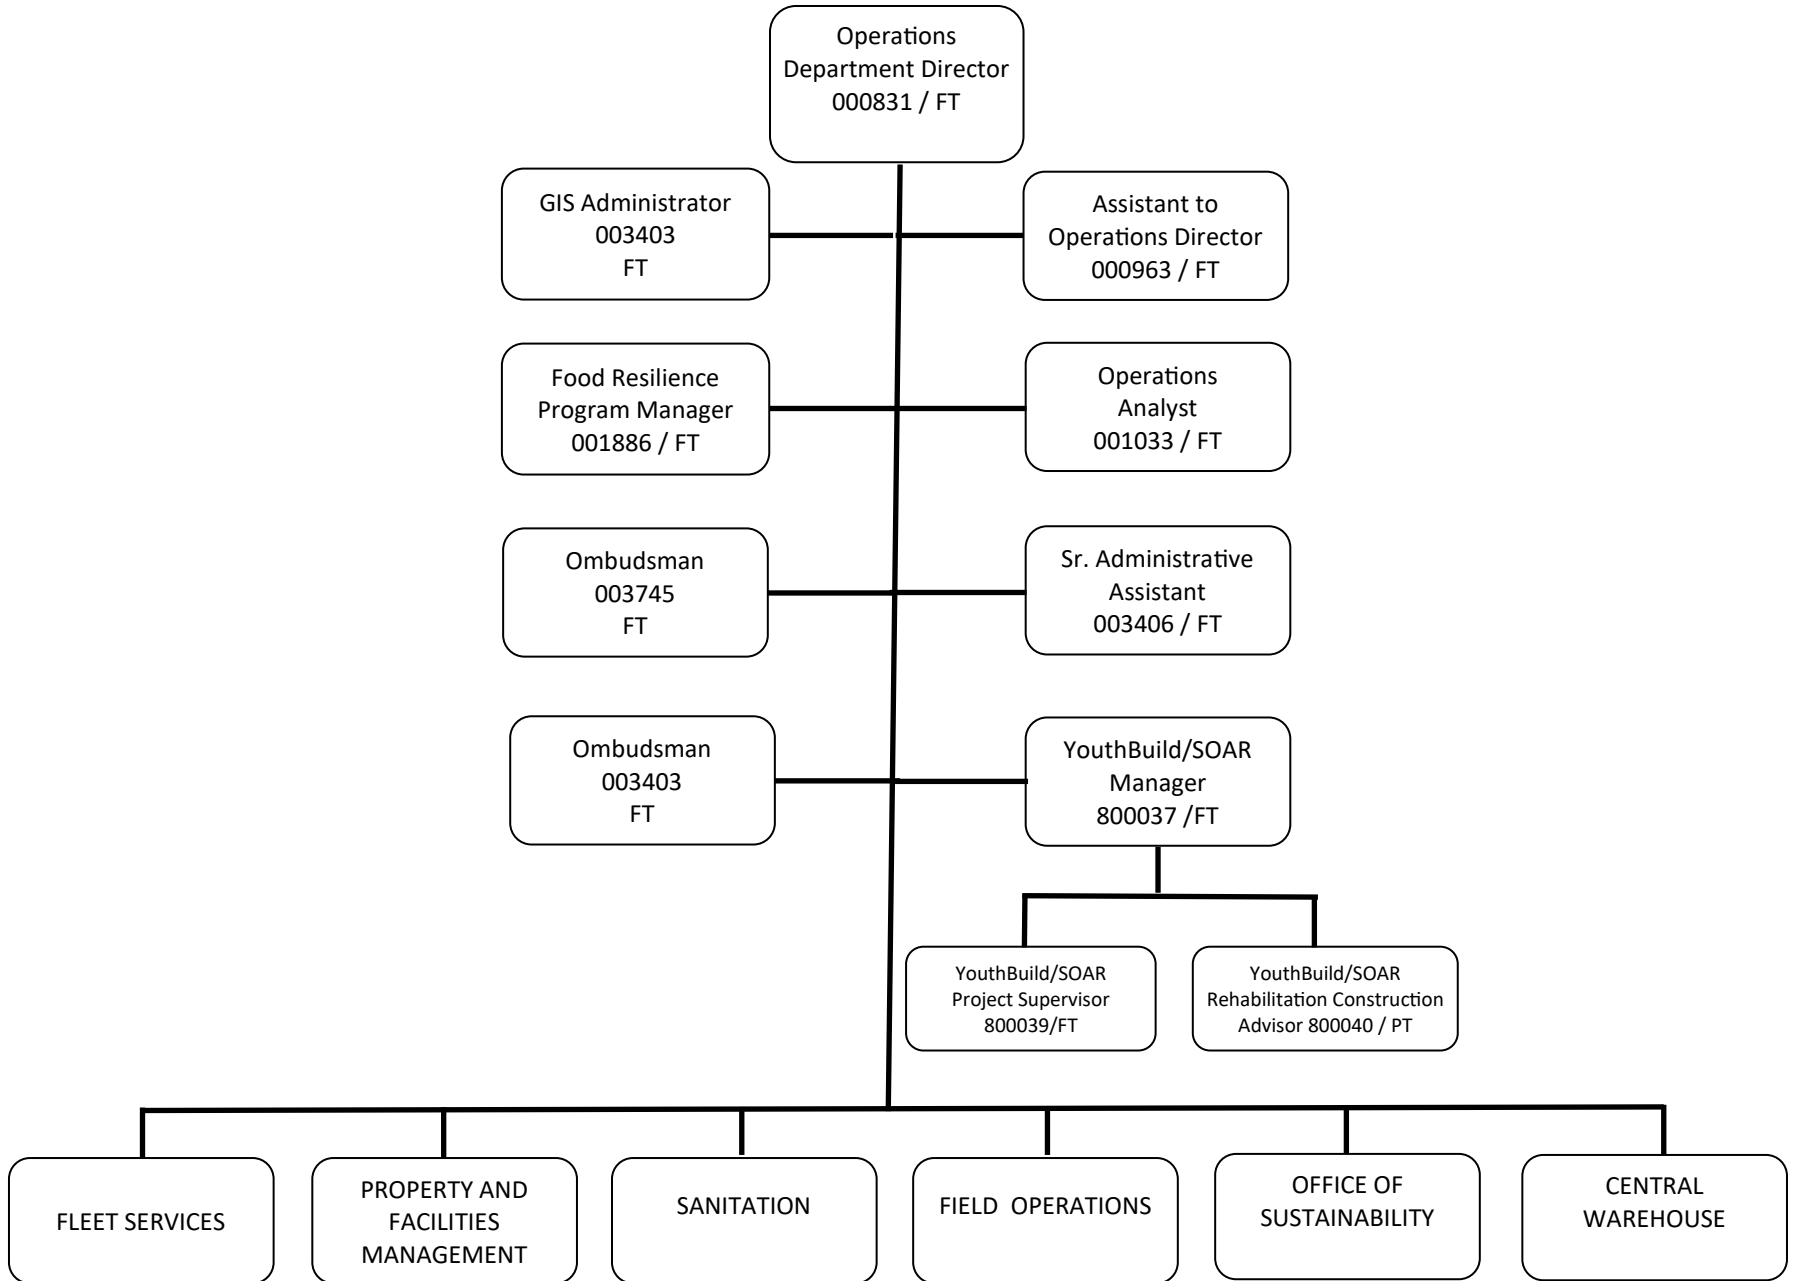 Operations
Department Director
000831 / FT
GIS Administrator
003403
FT
Assistant to
Operations Director
000963 / FT
Food Resilience
Program Manager
001886 / FT
Operations
Analyst
001033 / FT
Ombudsman
003745
FT
Sr. Administrative
Assistant
003406 / FT
Ombudsman
003403
FT
YouthBuild/SOAR
Manager
800037 /FT
YouthBuild/SOAR
Project Supervisor
800039/FT
YouthBuild/SOAR
Rehabilitation Construction
Advisor 800040 / PT
FLEET SERVICES
PROPERTY AND
FACILITIES
MANAGEMENT
SANITATION
FIELD  OPERATIONS
OFFICE OF
SUSTAINABILITY
CENTRAL
WAREHOUSE